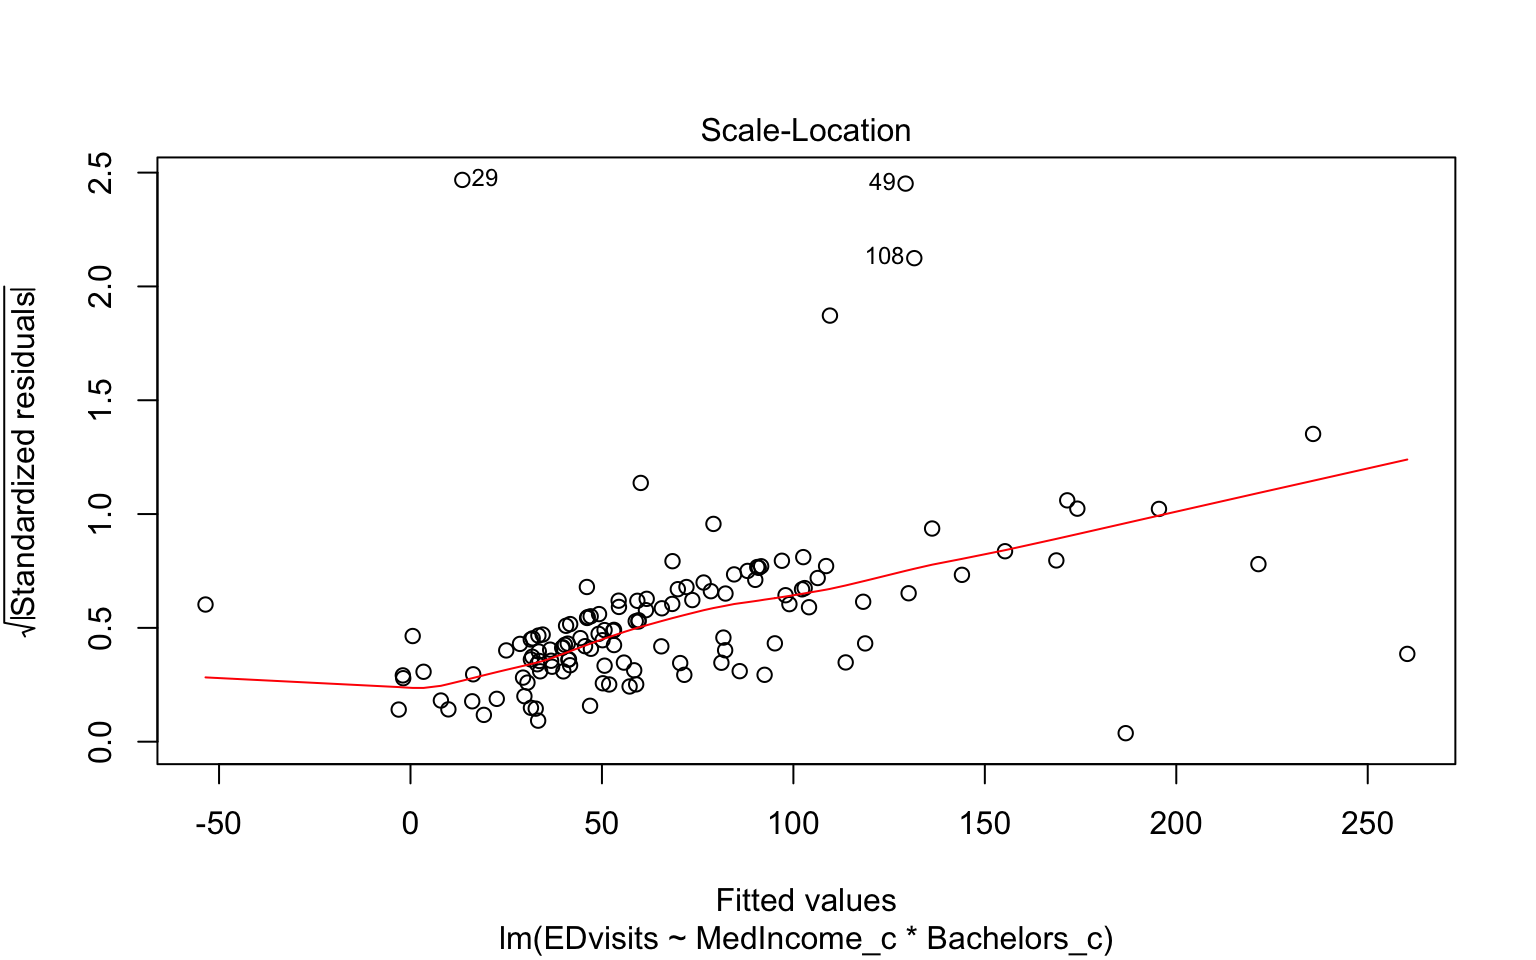 Scale-Location
√|Standardized residuals|
2.5
2.0
1.5
1.0
0.5
0.0
29
49
108
-50 0 50 100 150 200 250
Fitted values
lm(EDvisits ~ MedIncome_c * Bachelors_c)